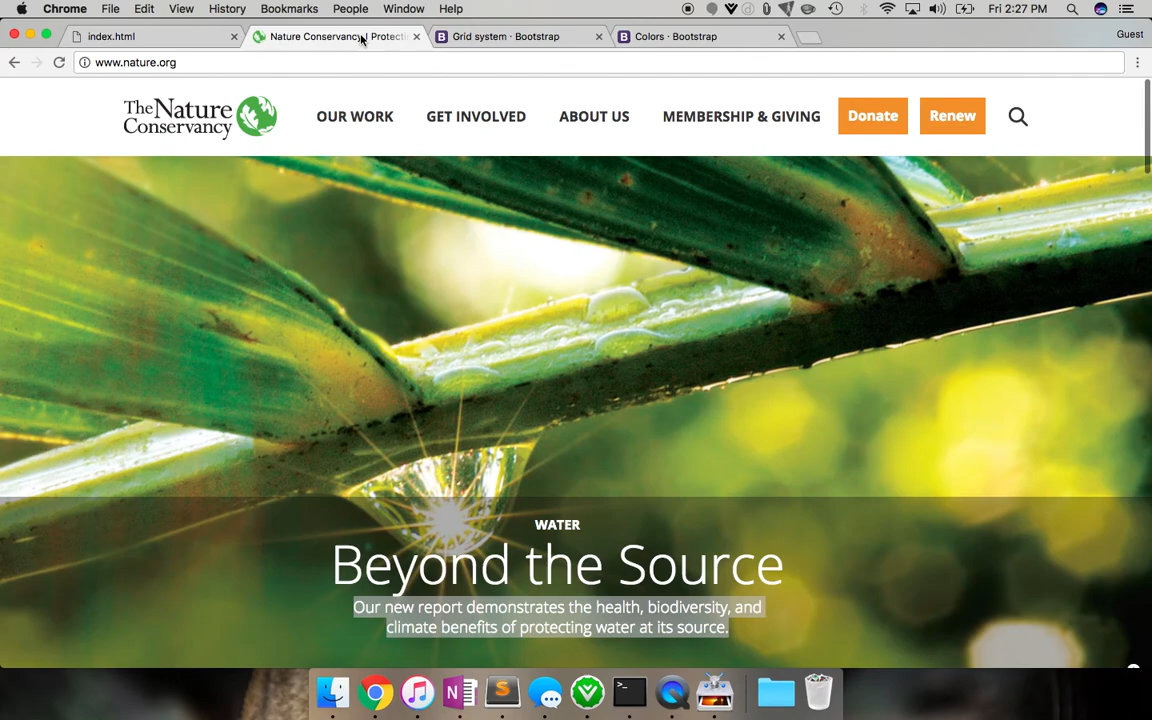 Chrome File Edit View History Bookmarks People Window Help Fri 2:27 PM
index.html Nature Conservancy | Protectin Grid system · Bootstrap Colors · Bootstrap Guest
www.nature.org
The Nature
Conservancy
OUR WORK GET INVOLVED ABOUT US MEMBERSHIP & GIVING Donate Renew
WATER
Beyond the Source
Our new report demonstrates the health, biodiversity, and
climate benefits of protecting water at its source.